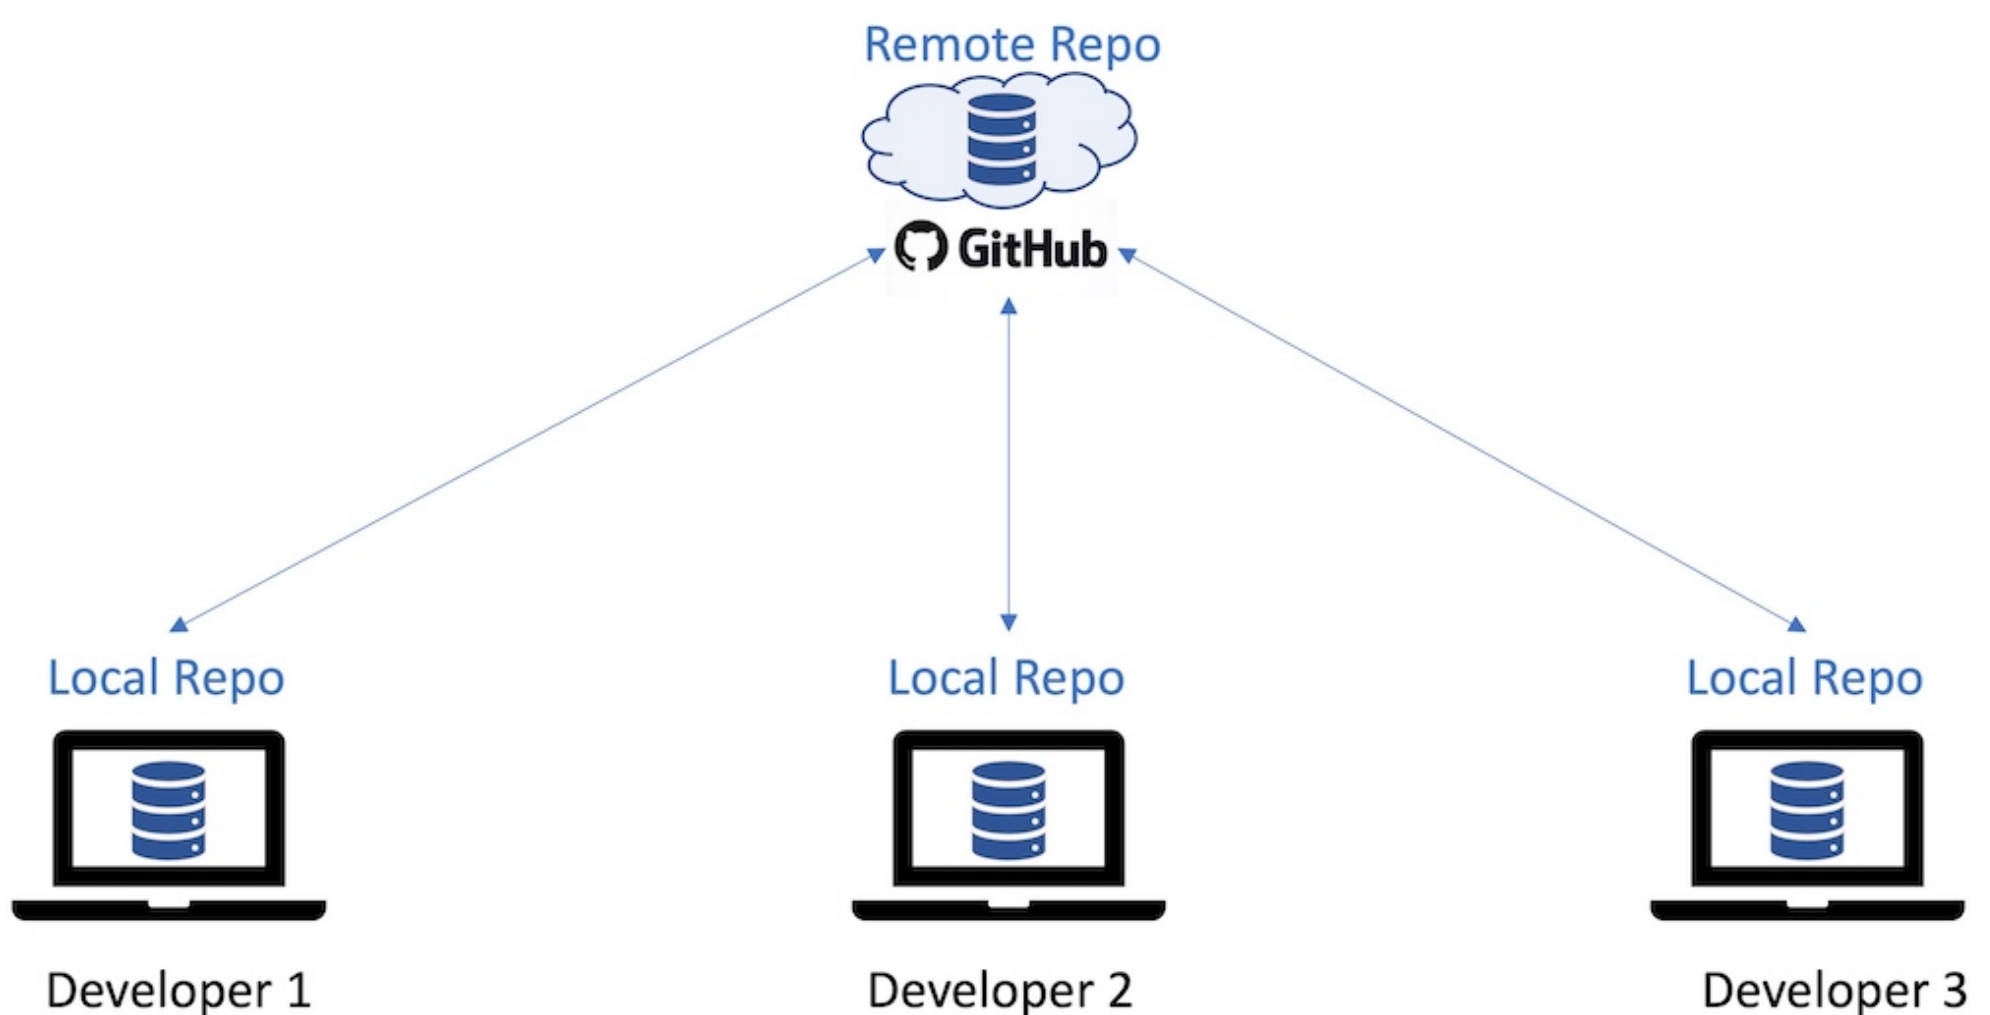 Remote Repo
GitHub
Local Repo
Local Repo
Local Repo
Developer 1
Developer 2
Developer 3